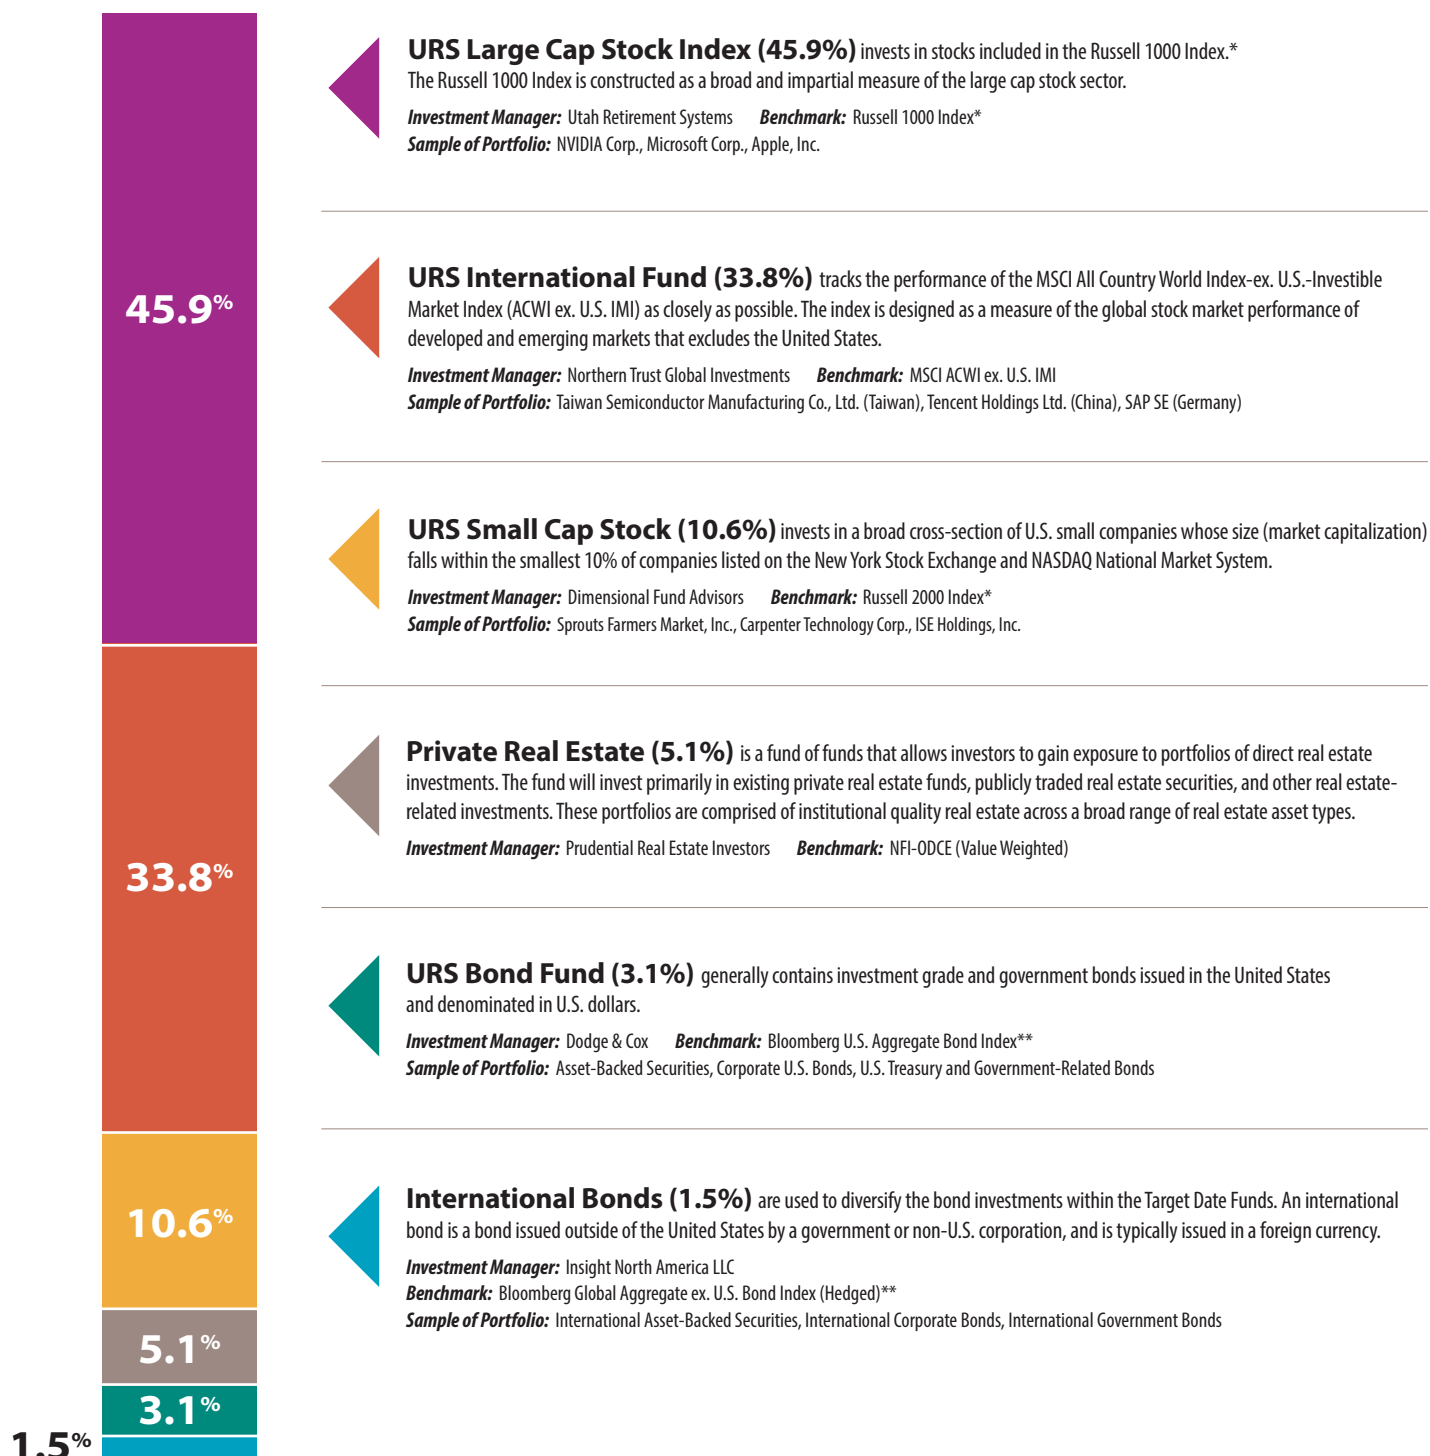 URS Large Cap Stock Index (45.9%) invests in stocks included in the Russell 1000 Index.*
The Russell 1000 Index is constructed as a broad and impartial measure of the large cap stock sector.
Investment Manager: Utah Retirement Systems Benchmark: Russell 1000 Index*
Sample of Portfolio: NVIDIA Corp., Microsoft Corp., Apple, Inc.
URS International Fund (33.8%) tracks the performance of the MSCI All Country World Index-ex. U.S.-Investible
Market Index (ACWI ex. U.S. IMI) as closely as possible. The index is designed as a measure of the global stock market performance of
developed and emerging markets that excludes the United States.
Investment Manager: Northern Trust Global Investments Benchmark: MSCI ACWI ex. U.S. IMI
Sample of Portfolio: Taiwan Semiconductor Manufacturing Co., Ltd. (Taiwan), Tencent Holdings Ltd. (China), SAP SE (Germany)
URS Small Cap Stock (10.6%) invests in a broad cross-section of U.S. small companies whose size (market capitalization)
falls within the smallest 10% of companies listed on the New York Stock Exchange and NASDAQ National Market System.
Investment Manager: Dimensional Fund Advisors Benchmark: Russell 2000 Index*
Sample of Portfolio: Sprouts Farmers Market, Inc., Carpenter Technology Corp., ISE Holdings, Inc.
Private Real Estate (5.1%) is a fund of funds that allows investors to gain exposure to portfolios of direct real estate
investments. The fund will invest primarily in existing private real estate funds, publicly traded real estate securities, and other real estate-
related investments. These portfolios are comprised of institutional quality real estate across a broad range of real estate asset types.
Investment Manager: Prudential Real Estate Investors Benchmark: NFI-ODCE (Value Weighted)
URS Bond Fund (3.1%) generally contains investment grade and government bonds issued in the United States
and denominated in U.S. dollars.
Investment Manager: Dodge & Cox Benchmark: Bloomberg U.S. Aggregate Bond Index**
Sample of Portfolio: Asset-Backed Securities, Corporate U.S. Bonds, U.S. Treasury and Government-Related Bonds
International Bonds (1.5%) are used to diversify the bond investments within the Target Date Funds. An international
bond is a bond issued outside of the United States by a government or non-U.S. corporation, and is typically issued in a foreign currency.
Investment Manager: Insight North America LLC
Benchmark: Bloomberg Global Aggregate ex. U.S. Bond Index (Hedged)**
Sample of Portfolio: International Asset-Backed Securities, International Corporate Bonds, International Government Bonds
45.9%
33.8%
10.6%
5.1%
3.1%
1.5%